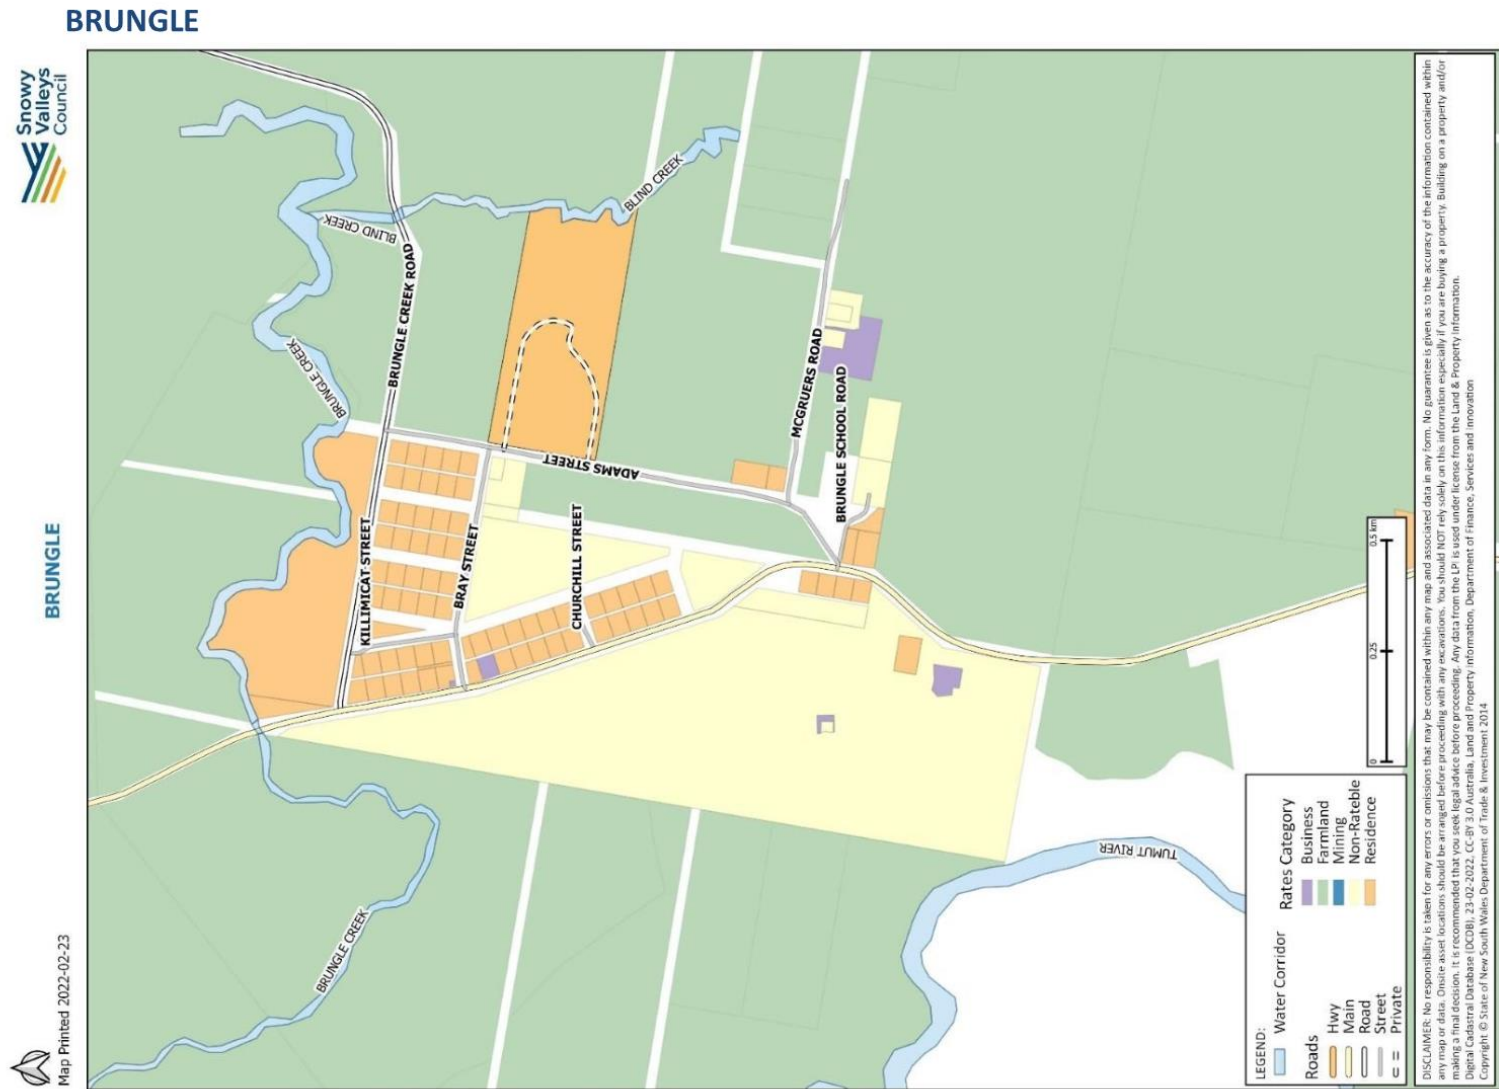 BRUNGLE
Snowy
Valleys
Council
BRUNGLE
Map Printed 2022-02-23
BLIND CREEK
BLIND CREEK
BRUNGLE CREEK ROAD
BRUNGLE CREEK
ADAMS STREET
MCGRUERS ROAD
BRUNGLE SCHOOL ROAD
KILLIMICAT STREET
BRAY STREET
CHURCHILL STREET
BRUNGLE CREEK
TUMUT RIVER
0
0.25
0.5 km
LEGEND:
Water Corridor
Roads
Hwy
Main
Road
Street
Private
Rates Category
Business
Farmland
Mining
Non-Rateble
Residence
DISCLAIMER: No responsibility is taken for any errors or omissions that may be contained within any map and associated data in any form. No guarantee is given as to the accuracy of the information contained within
any map or data. Onsite asset locations should be arranged before proceeding with any excavations. You should NOT rely solely on this information especially if you are buying a property. Building on a property and/or
making a final decision. It is recommended that you seek legal advice before proceeding. Any data from the LPI is used under license from the Land & Property Information.
Digital Cadastral Database (DCDB), 23-02-2022, CC-BY 3.0 Australia, Land and Property Information, Department of Finance, Services and Innovation
Copyright © State of New South Wales Department of Trade & Investment 2014